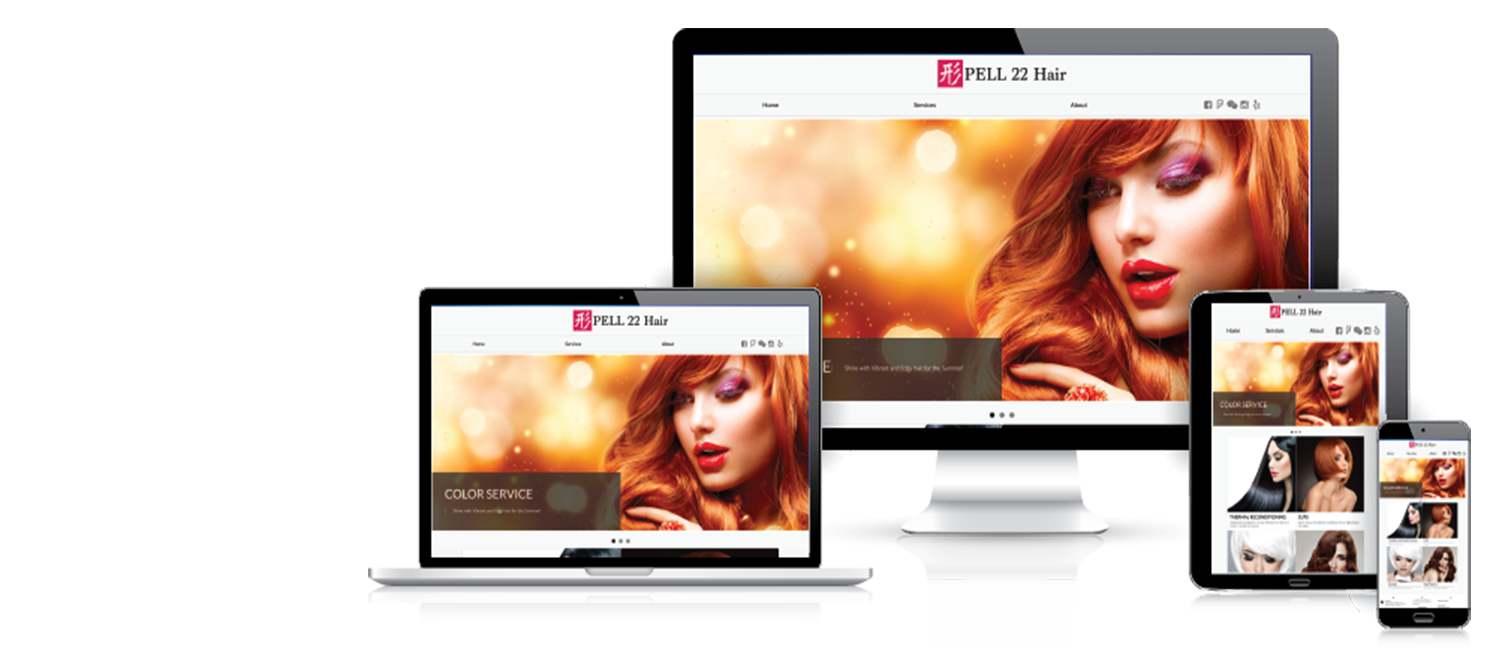 形 PELL 22 Hair
Home Services About
E Shine with Vibrant and Edgy hair for the Summer!
形 PELL 22 Hair
Home Services About
COLOR SERVICE
Shine with Vibrant and Edgy hair for the Summer!
形 PELL 22 Hair
Home Services About
COLOR SERVICE
THERMAL RECONDITIONING CUTS